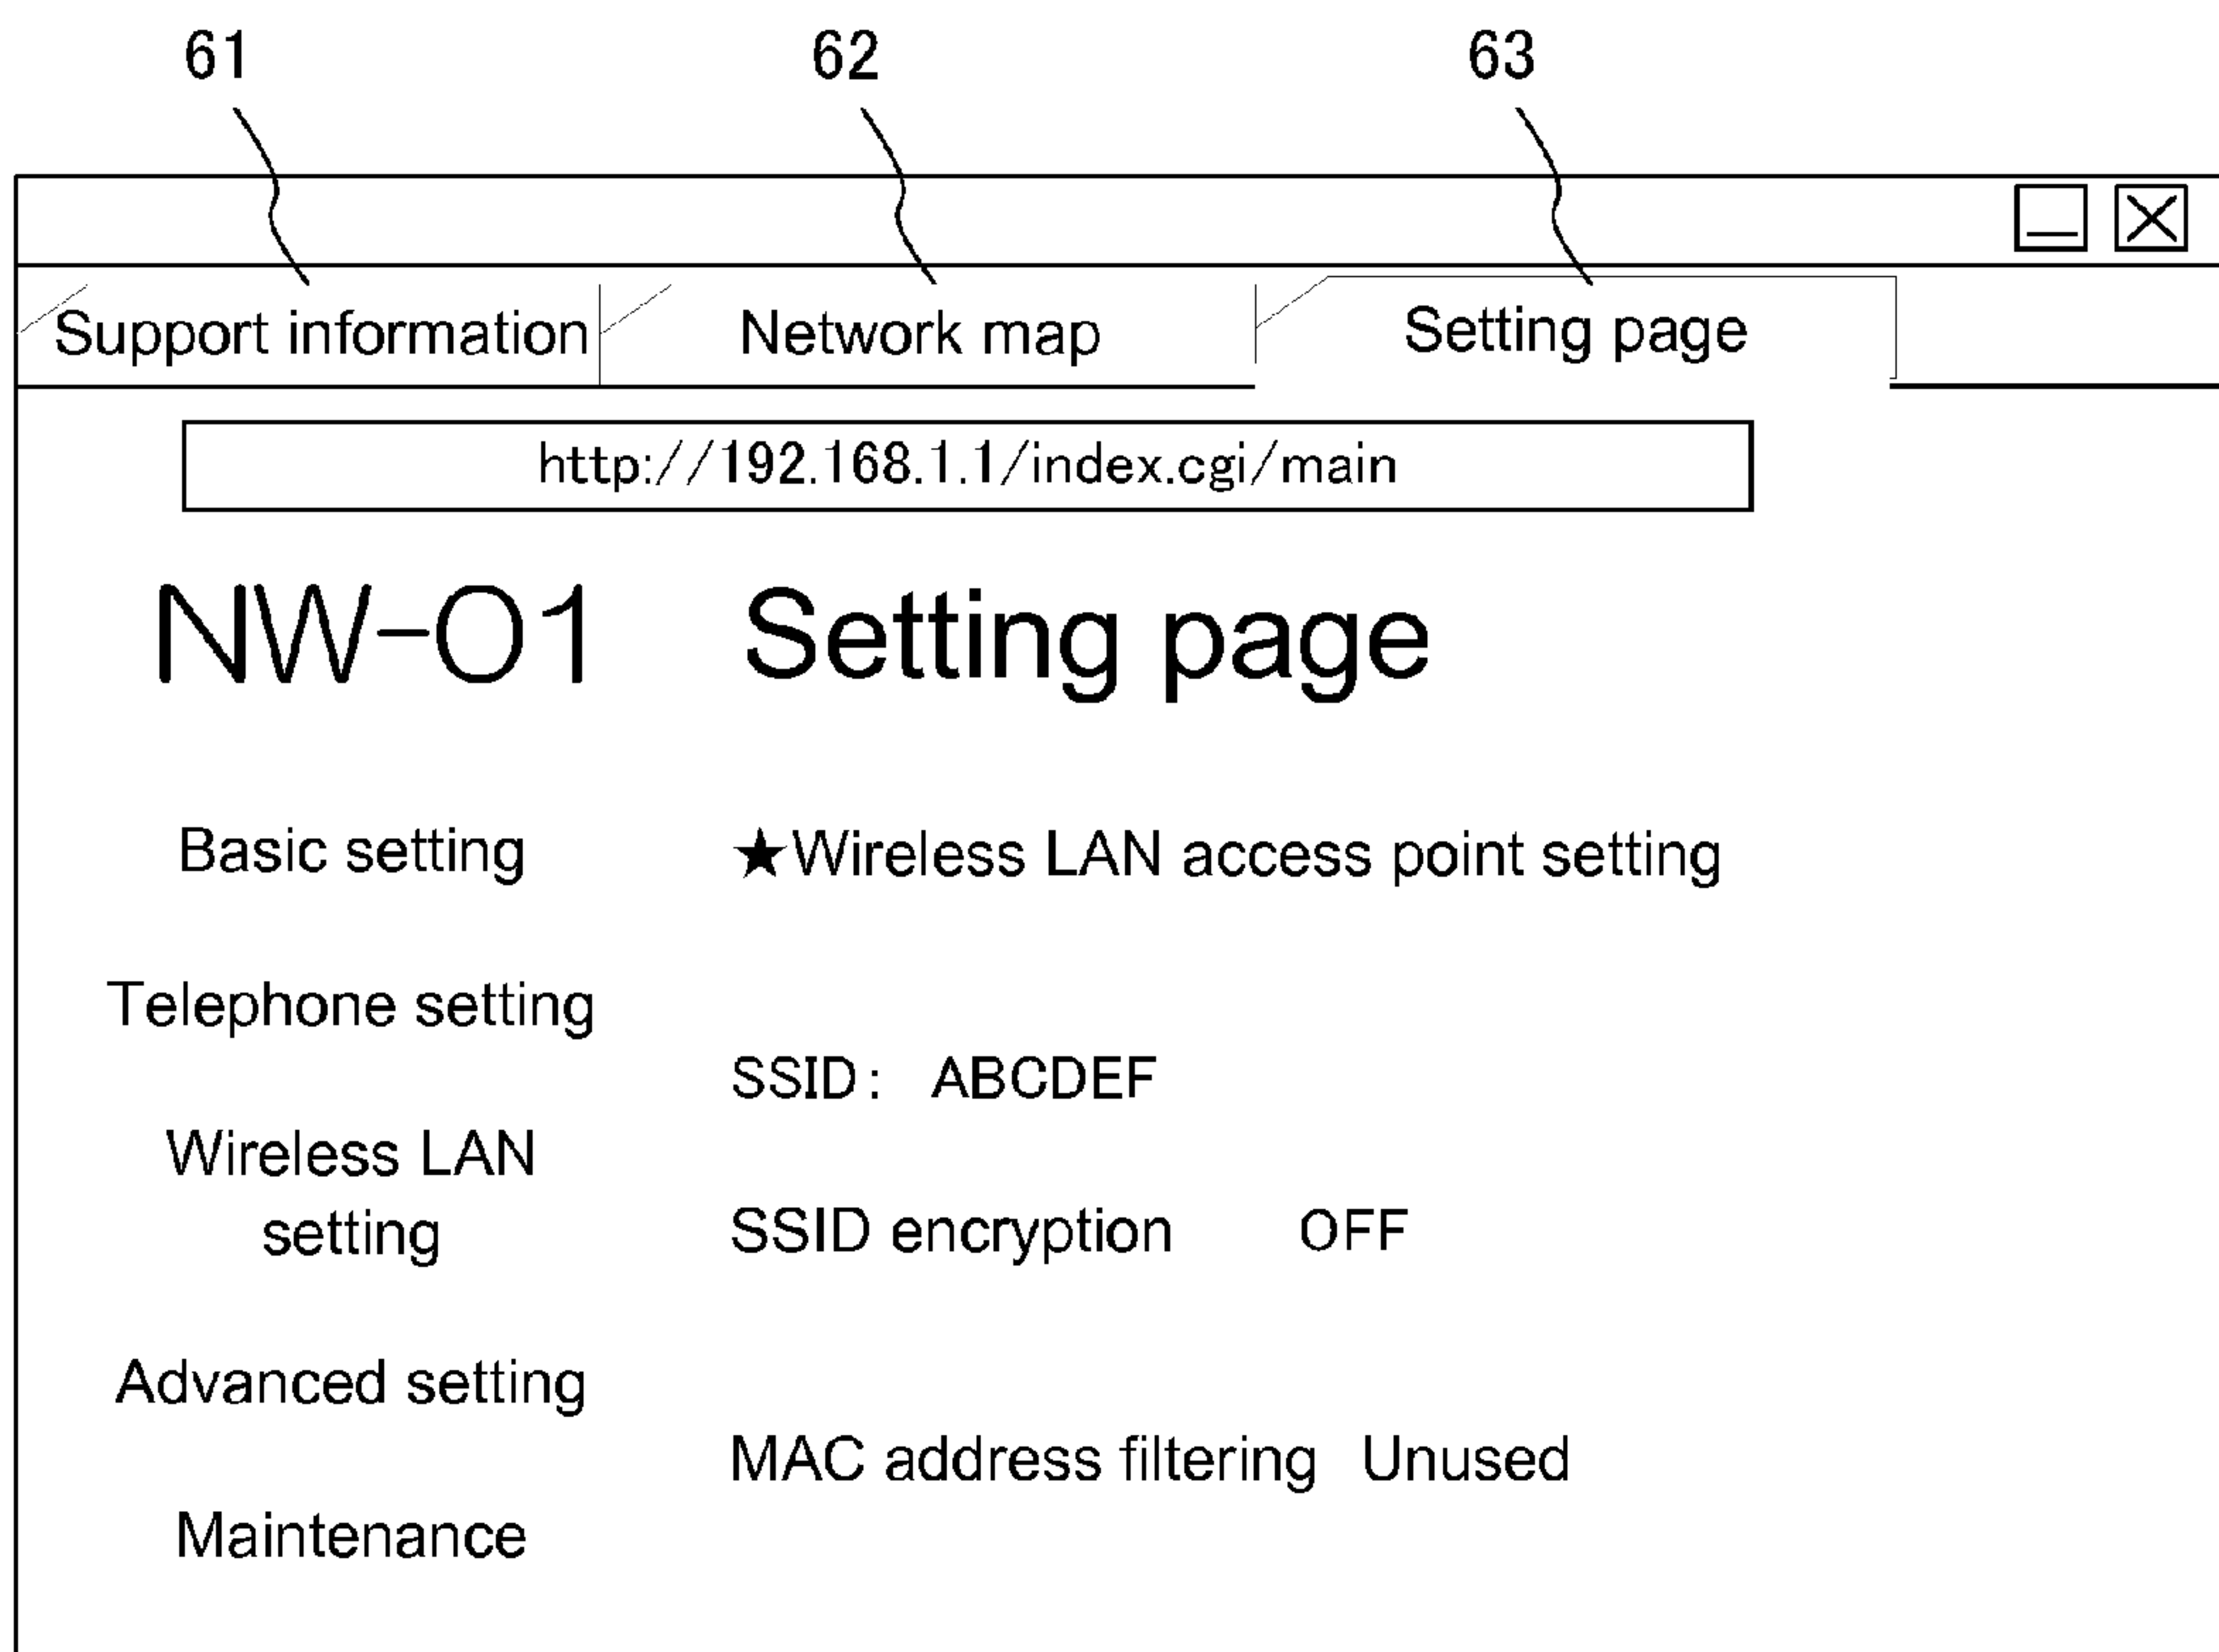 61 62 63
Support information Network map Setting page
http://192.168.1.1/index.cgi/main
NW-01 Setting page
Basic setting
Telephone setting
Wireless LAN
setting
Advanced setting
Maintenance
★Wireless LAN access point setting
SSID: ABCDEF
SSID encryption OFF
MAC address filtering Unused